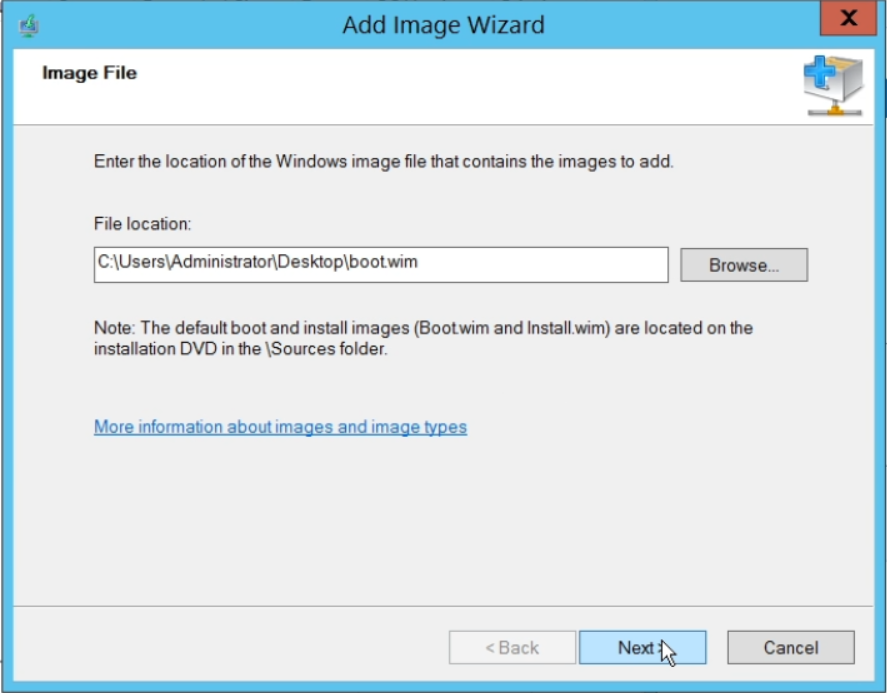 Add Image Wizard
X
Image File
Enter the location of the Windows image file that contains the images to add.
File location:
C:\Users\Administrator\Desktop\boot.wim
Browse...
Note: The default boot and install images (Boot.wim and Install.wim) are located on the
installation DVD in the \Sources folder.
More information about images and image types
< Back
Next >
Cancel